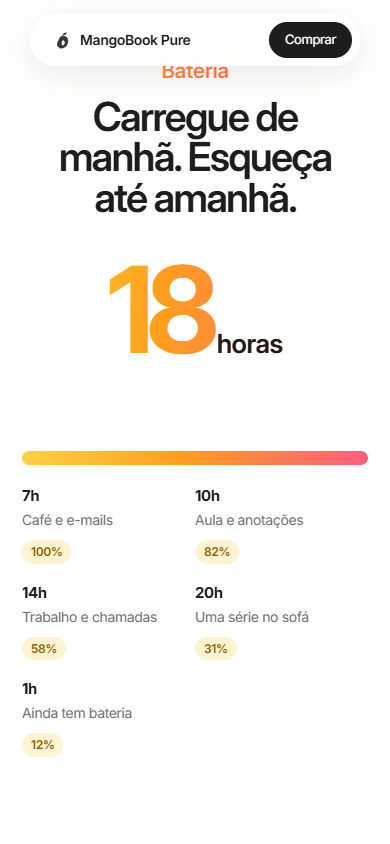 MangoBook Pure
Comprar
Bateria
Carregue de
manhã. Esqueça
até amanhã.
18 horas
7h
Café e e-mails
100%
10h
Aula e anotações
82%
14h
Trabalho e chamadas
58%
20h
Uma série no sofá
31%
1h
Ainda tem bateria
12%